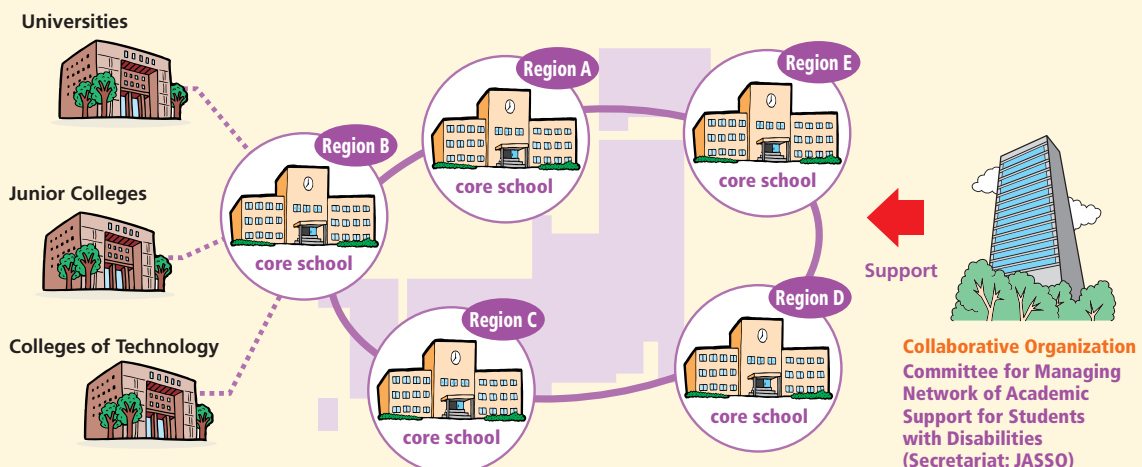 Universities
Junior Colleges
Colleges of Technology
Region B
core school
Region A
core school
Region E
core school
Region C
core school
Region D
core school
Support
Collaborative Organization
Committee for Managing
Network of Academic
Support for Students
with Disabilities
(Secretariat: JASSO)